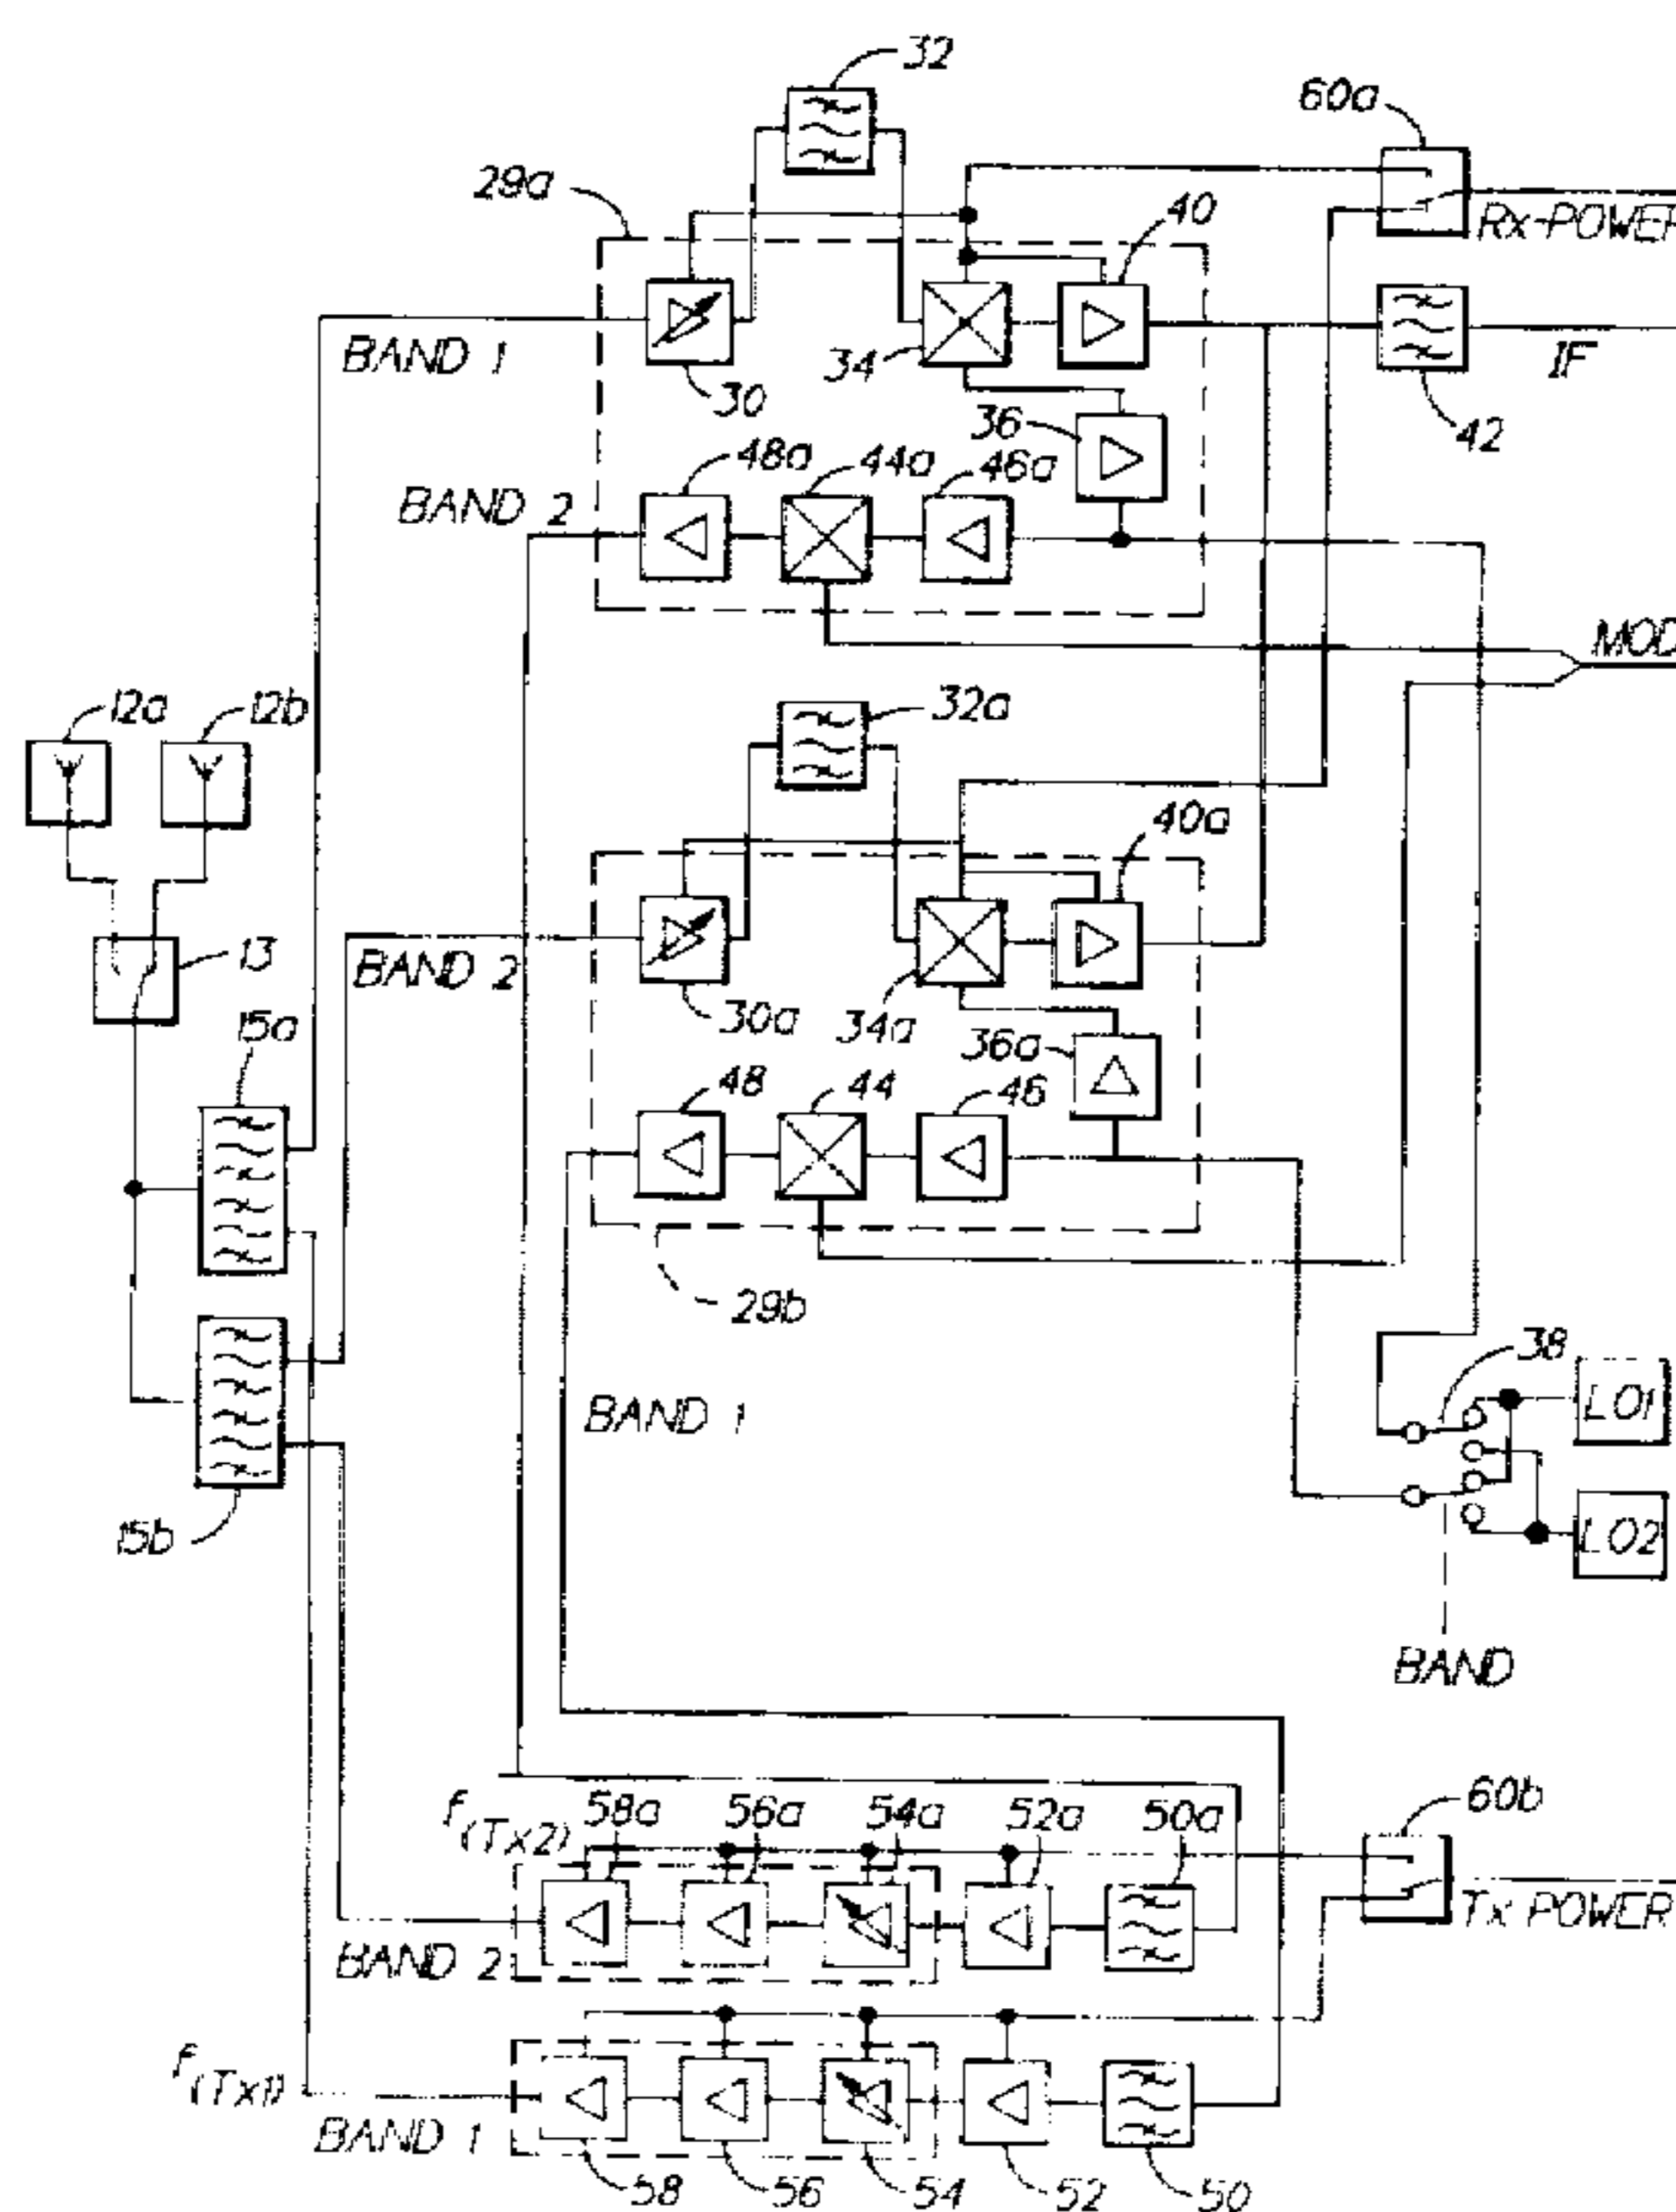 32
60a
29a
40
Rx-POWER
BAND 1
34
IF
30
36
42
48a
44a
46a
BAND 2
MOD
12a
12b
32a
40a
13
BAND 2
30a
34a
36a
15a
48
44
46
29b
38
LO1
BAND 1
15b
LO2
BAND
f(Tx2)
58a
56a
54a
52a
50a
60b
Tx POWER
BAND 2
f(Tx1)
BAND 1
58
56
54
52
50